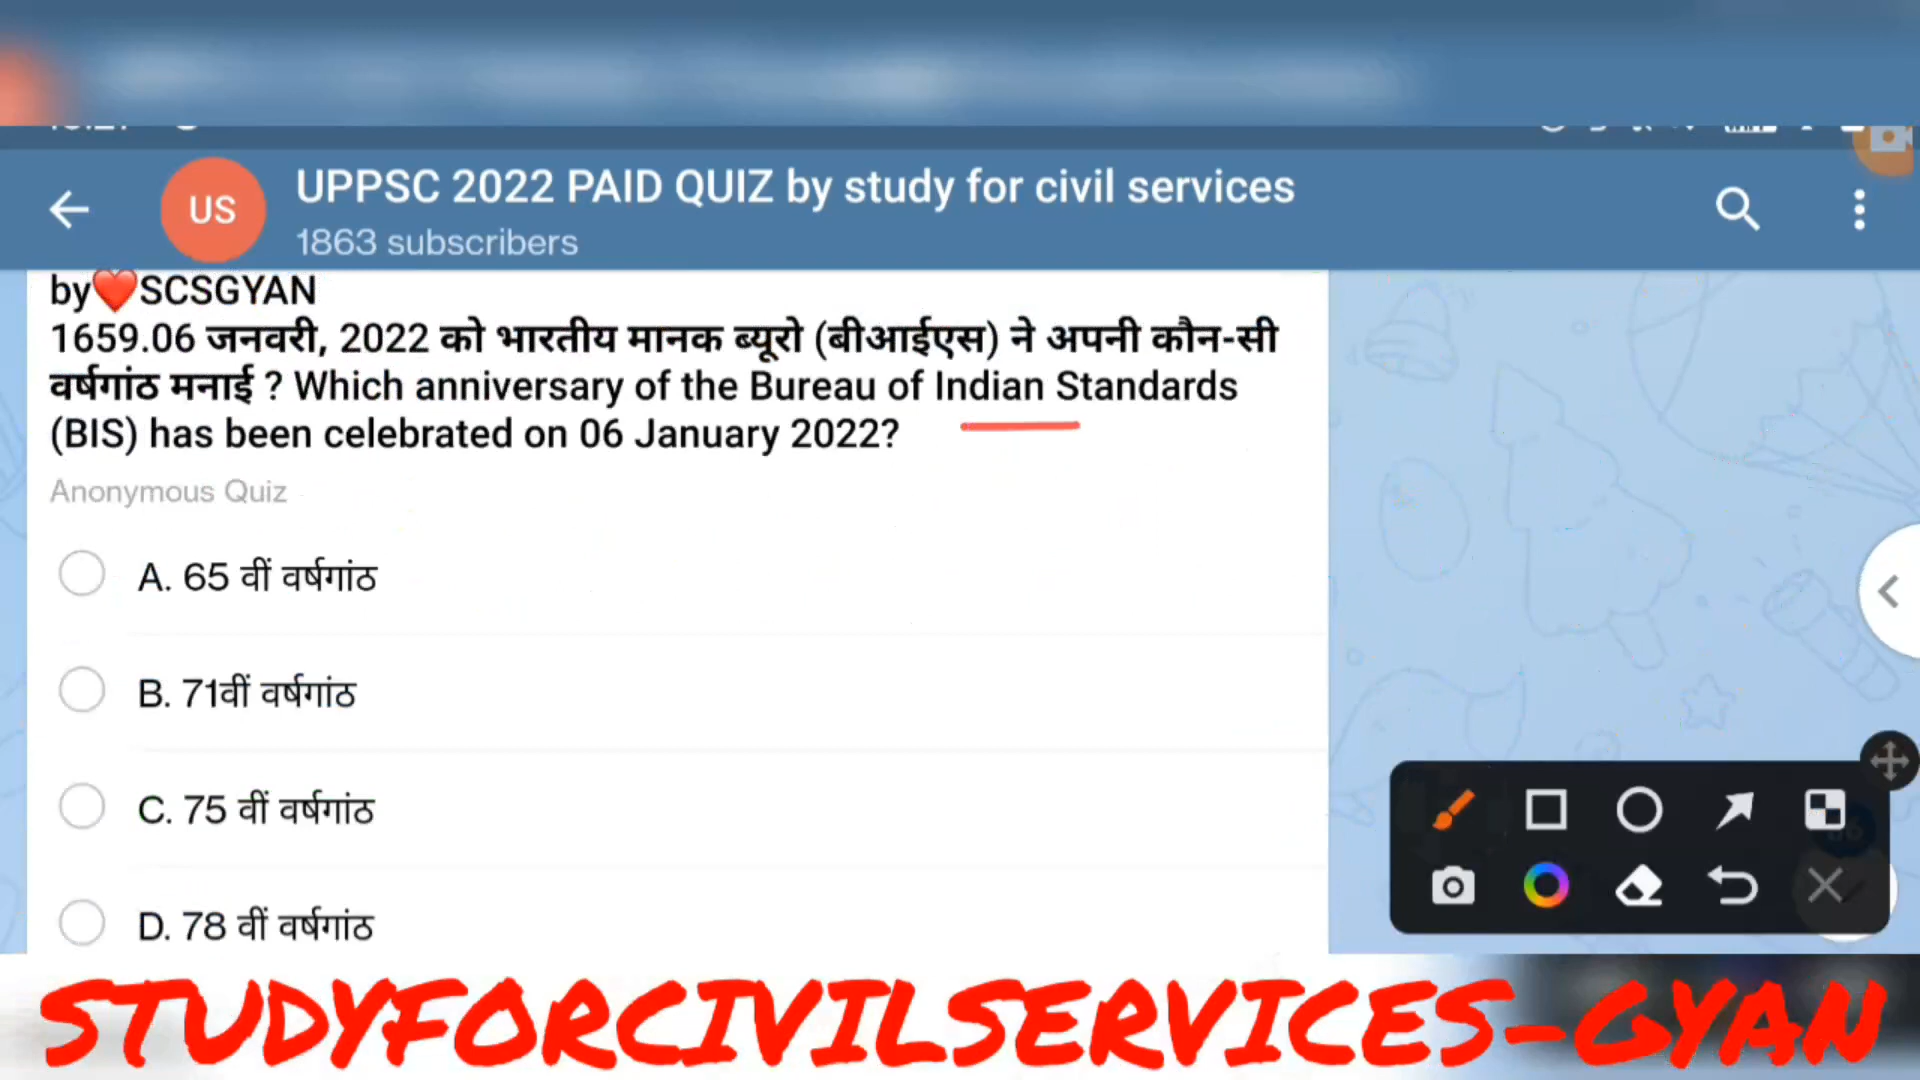 UPPSC 2022 PAID QUIZ by study for civil services
US
1863 subscribers
by❤️SCSGYAN
1659.06 जनवरी, 2022 को भारतीय मानक ब्यूरो (बीआईएस) ने अपनी कौन-सी
वर्षगांठ मनाई ? Which anniversary of the Bureau of Indian Standards
(BIS) has been celebrated on 06 January 2022?
Anonymous Quiz
A. 65 वीं वर्षगांठ
B. 71वीं वर्षगांठ
C. 75 वीं वर्षगांठ
D. 78 वीं वर्षगांठ
STUDYFORCIVILSERVICES-GYAN